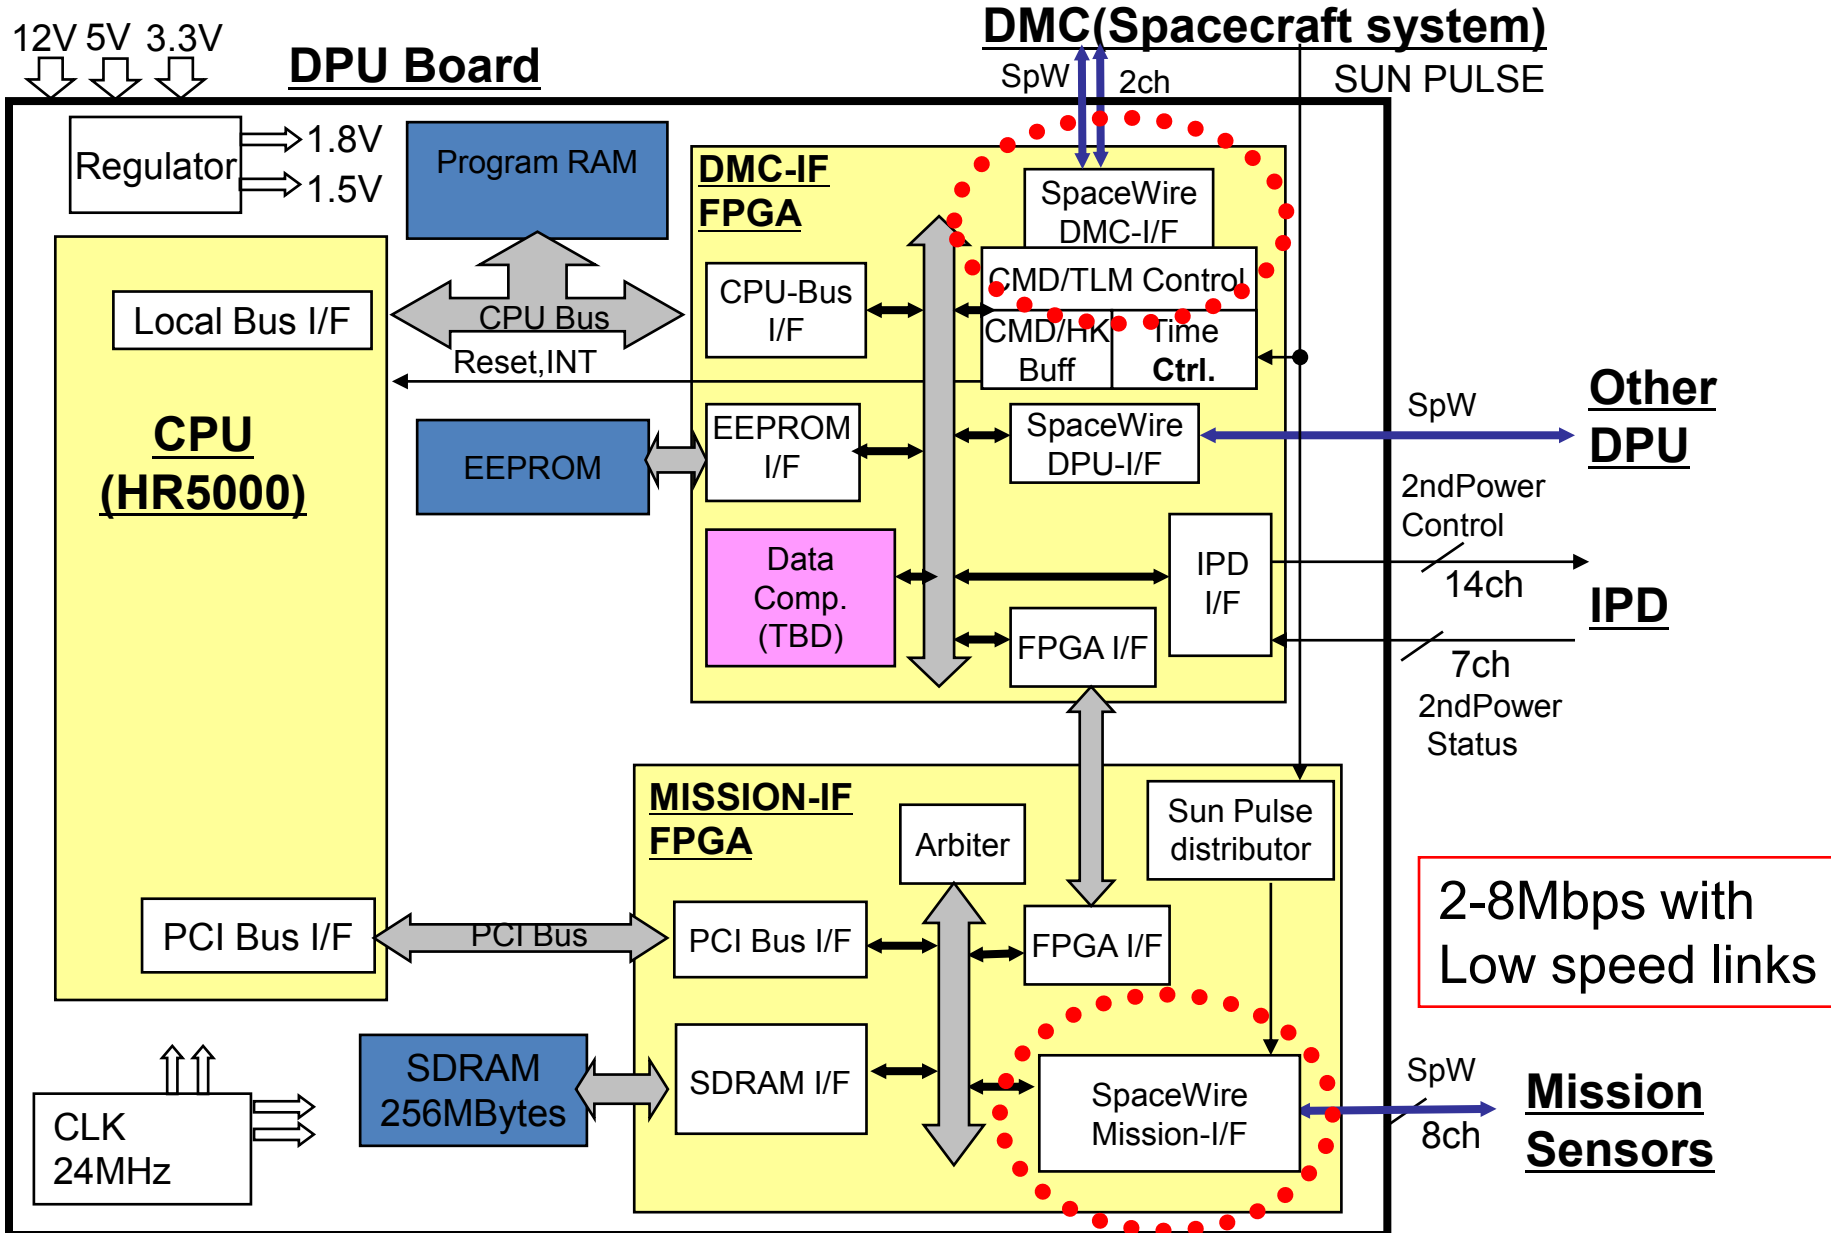 DMC(Spacecraft system)
12V 5V 3.3V
DPU Board
SpW
2ch
SUN PULSE
Regulator
1.8V
1.5V
Program RAM
DMC-IF
FPGA
SpaceWire
DMC-I/F
CMD/TLM Control
CMD/HK
Buff
Time
Ctrl.
CPU-Bus
I/F
Local Bus I/F
CPU Bus
Reset,INT
CPU
(HR5000)
EEPROM
EEPROM
I/F
SpaceWire
DPU-I/F
SpW
Other
DPU
2ndPower
Control
14ch
IPD
I/F
IPD
7ch
2ndPower
Status
Data
Comp.
(TBD)
FPGA I/F
MISSION-IF
FPGA
Arbiter
Sun Pulse
distributor
2-8Mbps with
Low speed links
PCI Bus I/F
PCI Bus
PCI Bus I/F
FPGA I/F
SDRAM
256MBytes
SDRAM I/F
SpaceWire
Mission-I/F
SpW
8ch
Mission
Sensors
CLK
24MHz